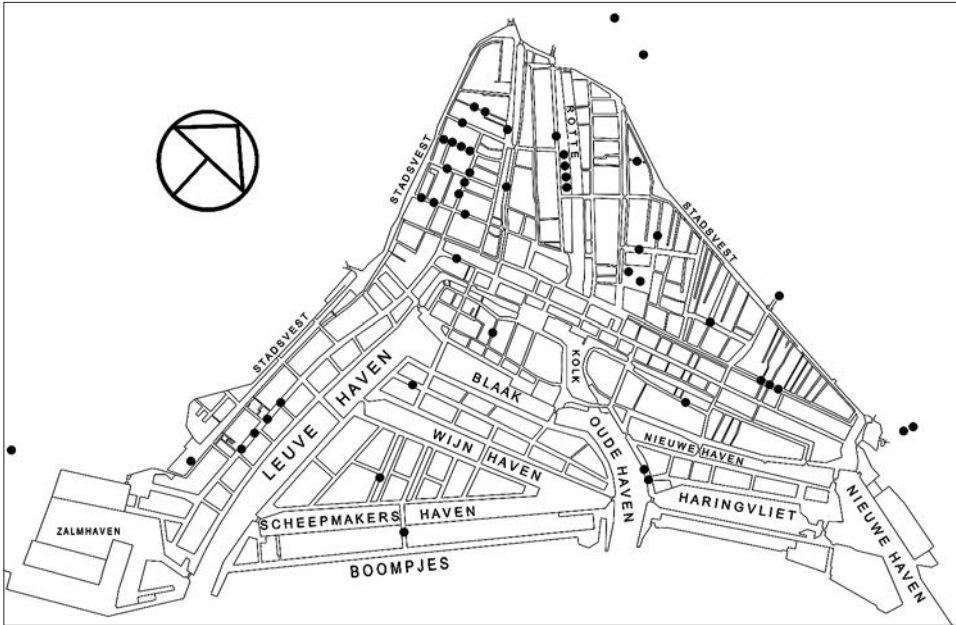 ROTTE
STADSVEST
STADSVEST
STADSVEST
KOLK
LEUVE HAVEN
BLAAK
WIJN HAVEN
OUDE HAVEN
NIEUWE HAVEN
HARINGVLIET
NIEUWE HAVEN
SCHEEPMAKERS HAVEN
ZALMHAVEN
BOOMPJES